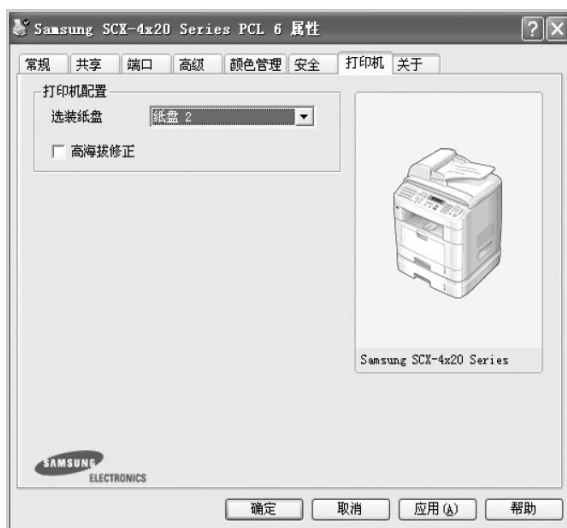 Samsung SCX-4x20 Series PCL 6 属性
常规 共享 端口 高级 颜色管理 安全 打印机 关于
打印机配置
选装纸盘 纸盘 2
高海拔修正
Samsung SCX-4x20 Series
SAMSUNG
ELECTRONICS
确定 取消 应用(A) 帮助